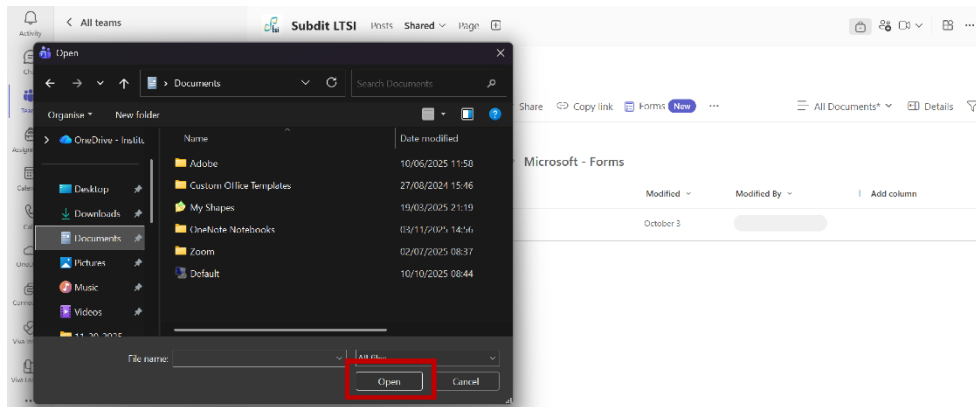 Activity
All teams
Subdit LTSI Posts Shared Page
Open
Documents
Search Documents
Organise New folder
Share Copy link Forms New ... All Documents* Details
OneDrive - Institu
Name Date modified
Adobe 10/06/2025 11:58
Microsoft - Forms
Desktop
Custom Office Templates 27/08/2024 15:46
Modified Modified By Add column
Downloads
My Shapes 19/03/2025 21:19
Documents
OneNote Notebooks 03/11/2025 14:56
October 3
Pictures
Zoom 02/07/2025 08:37
Music
Default 10/10/2025 08:44
Videos
11-20-2025
File name: All files
Open Cancel